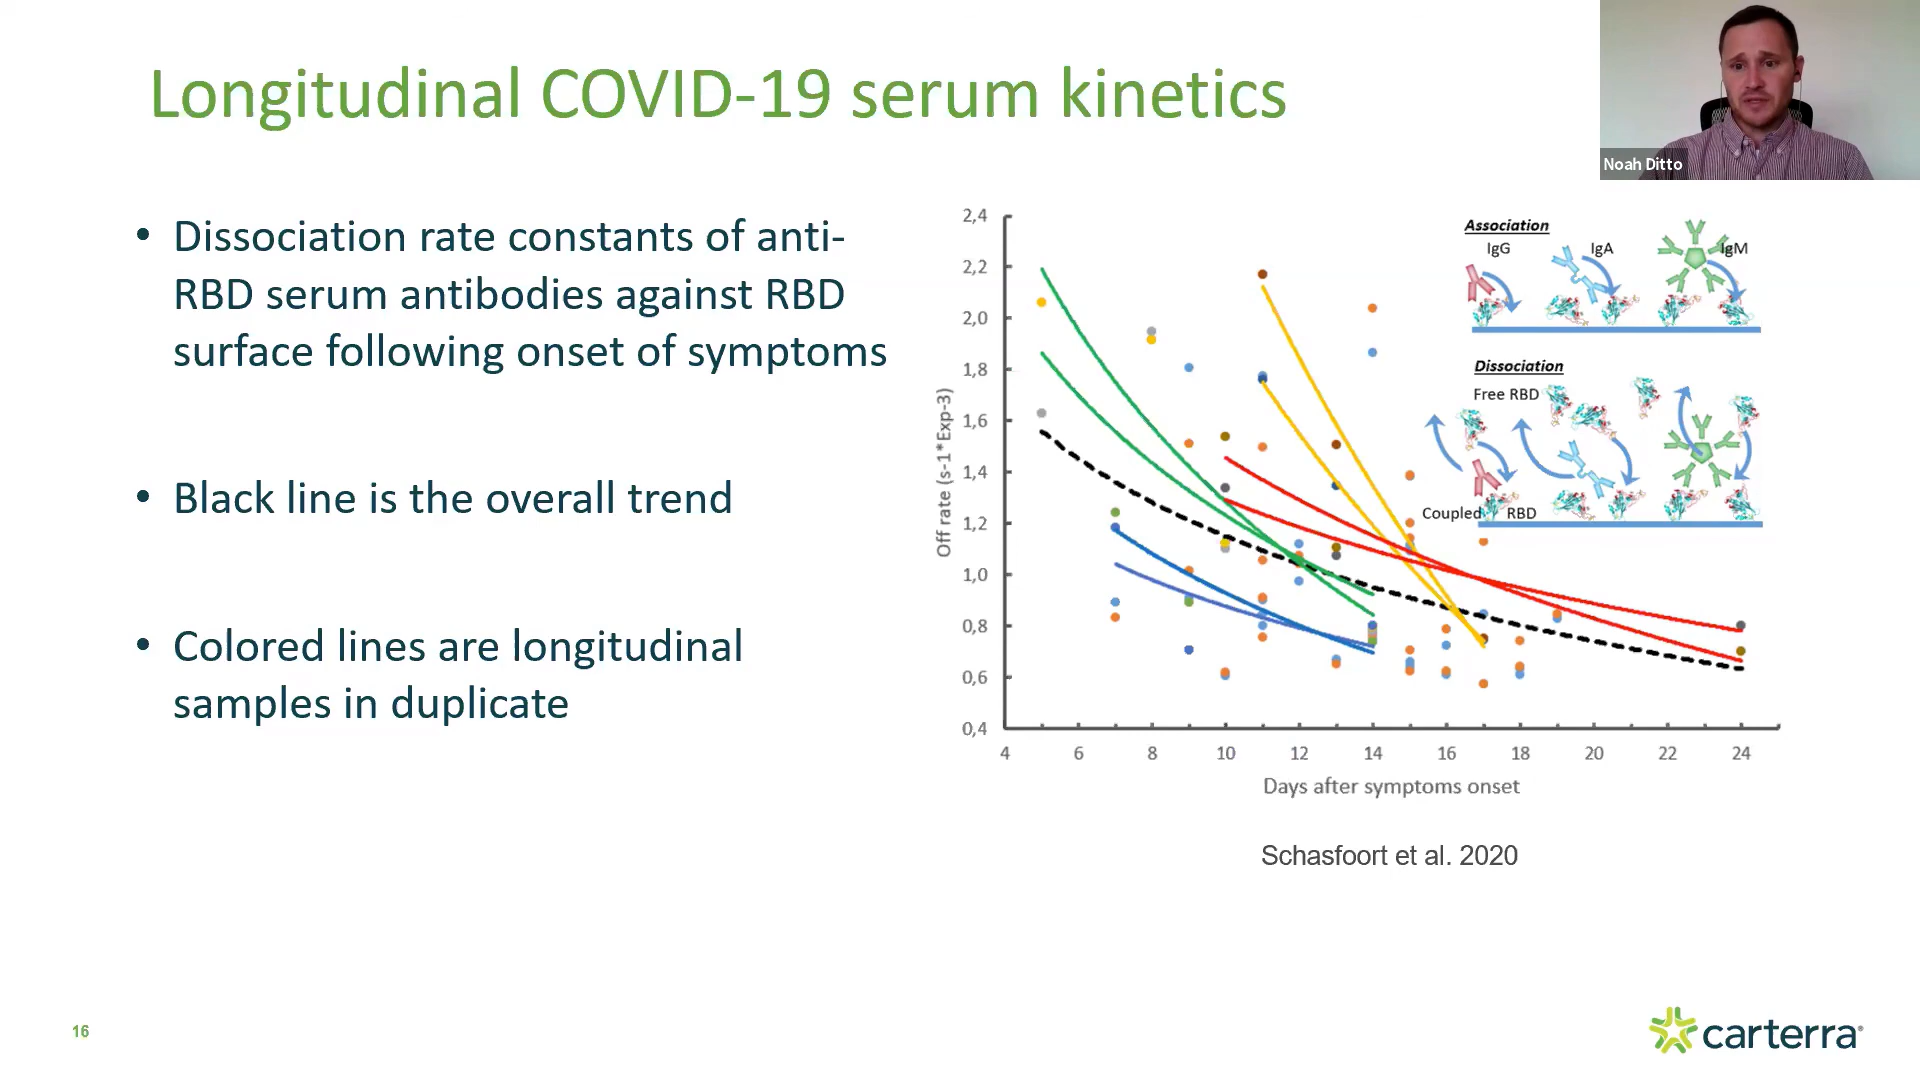 Longitudinal COVID-19 serum kinetics
Noah Ditto
• Dissociation rate constants of anti-
RBD serum antibodies against RBD
surface following onset of symptoms
• Black line is the overall trend
• Colored lines are longitudinal
samples in duplicate
Off rate (s-1*Exp-3)
2,4
2,2
2,0
1,8
1,6
1,4
1,2
1,0
0,8
0,6
0,4
4 6 8 10 12 14 16 18 20 22 24
Days after symptoms onset
Association
IgG IgA IgM
Dissociation
Free RBD
Coupled RBD
Schasfoort et al. 2020
16
carterra®